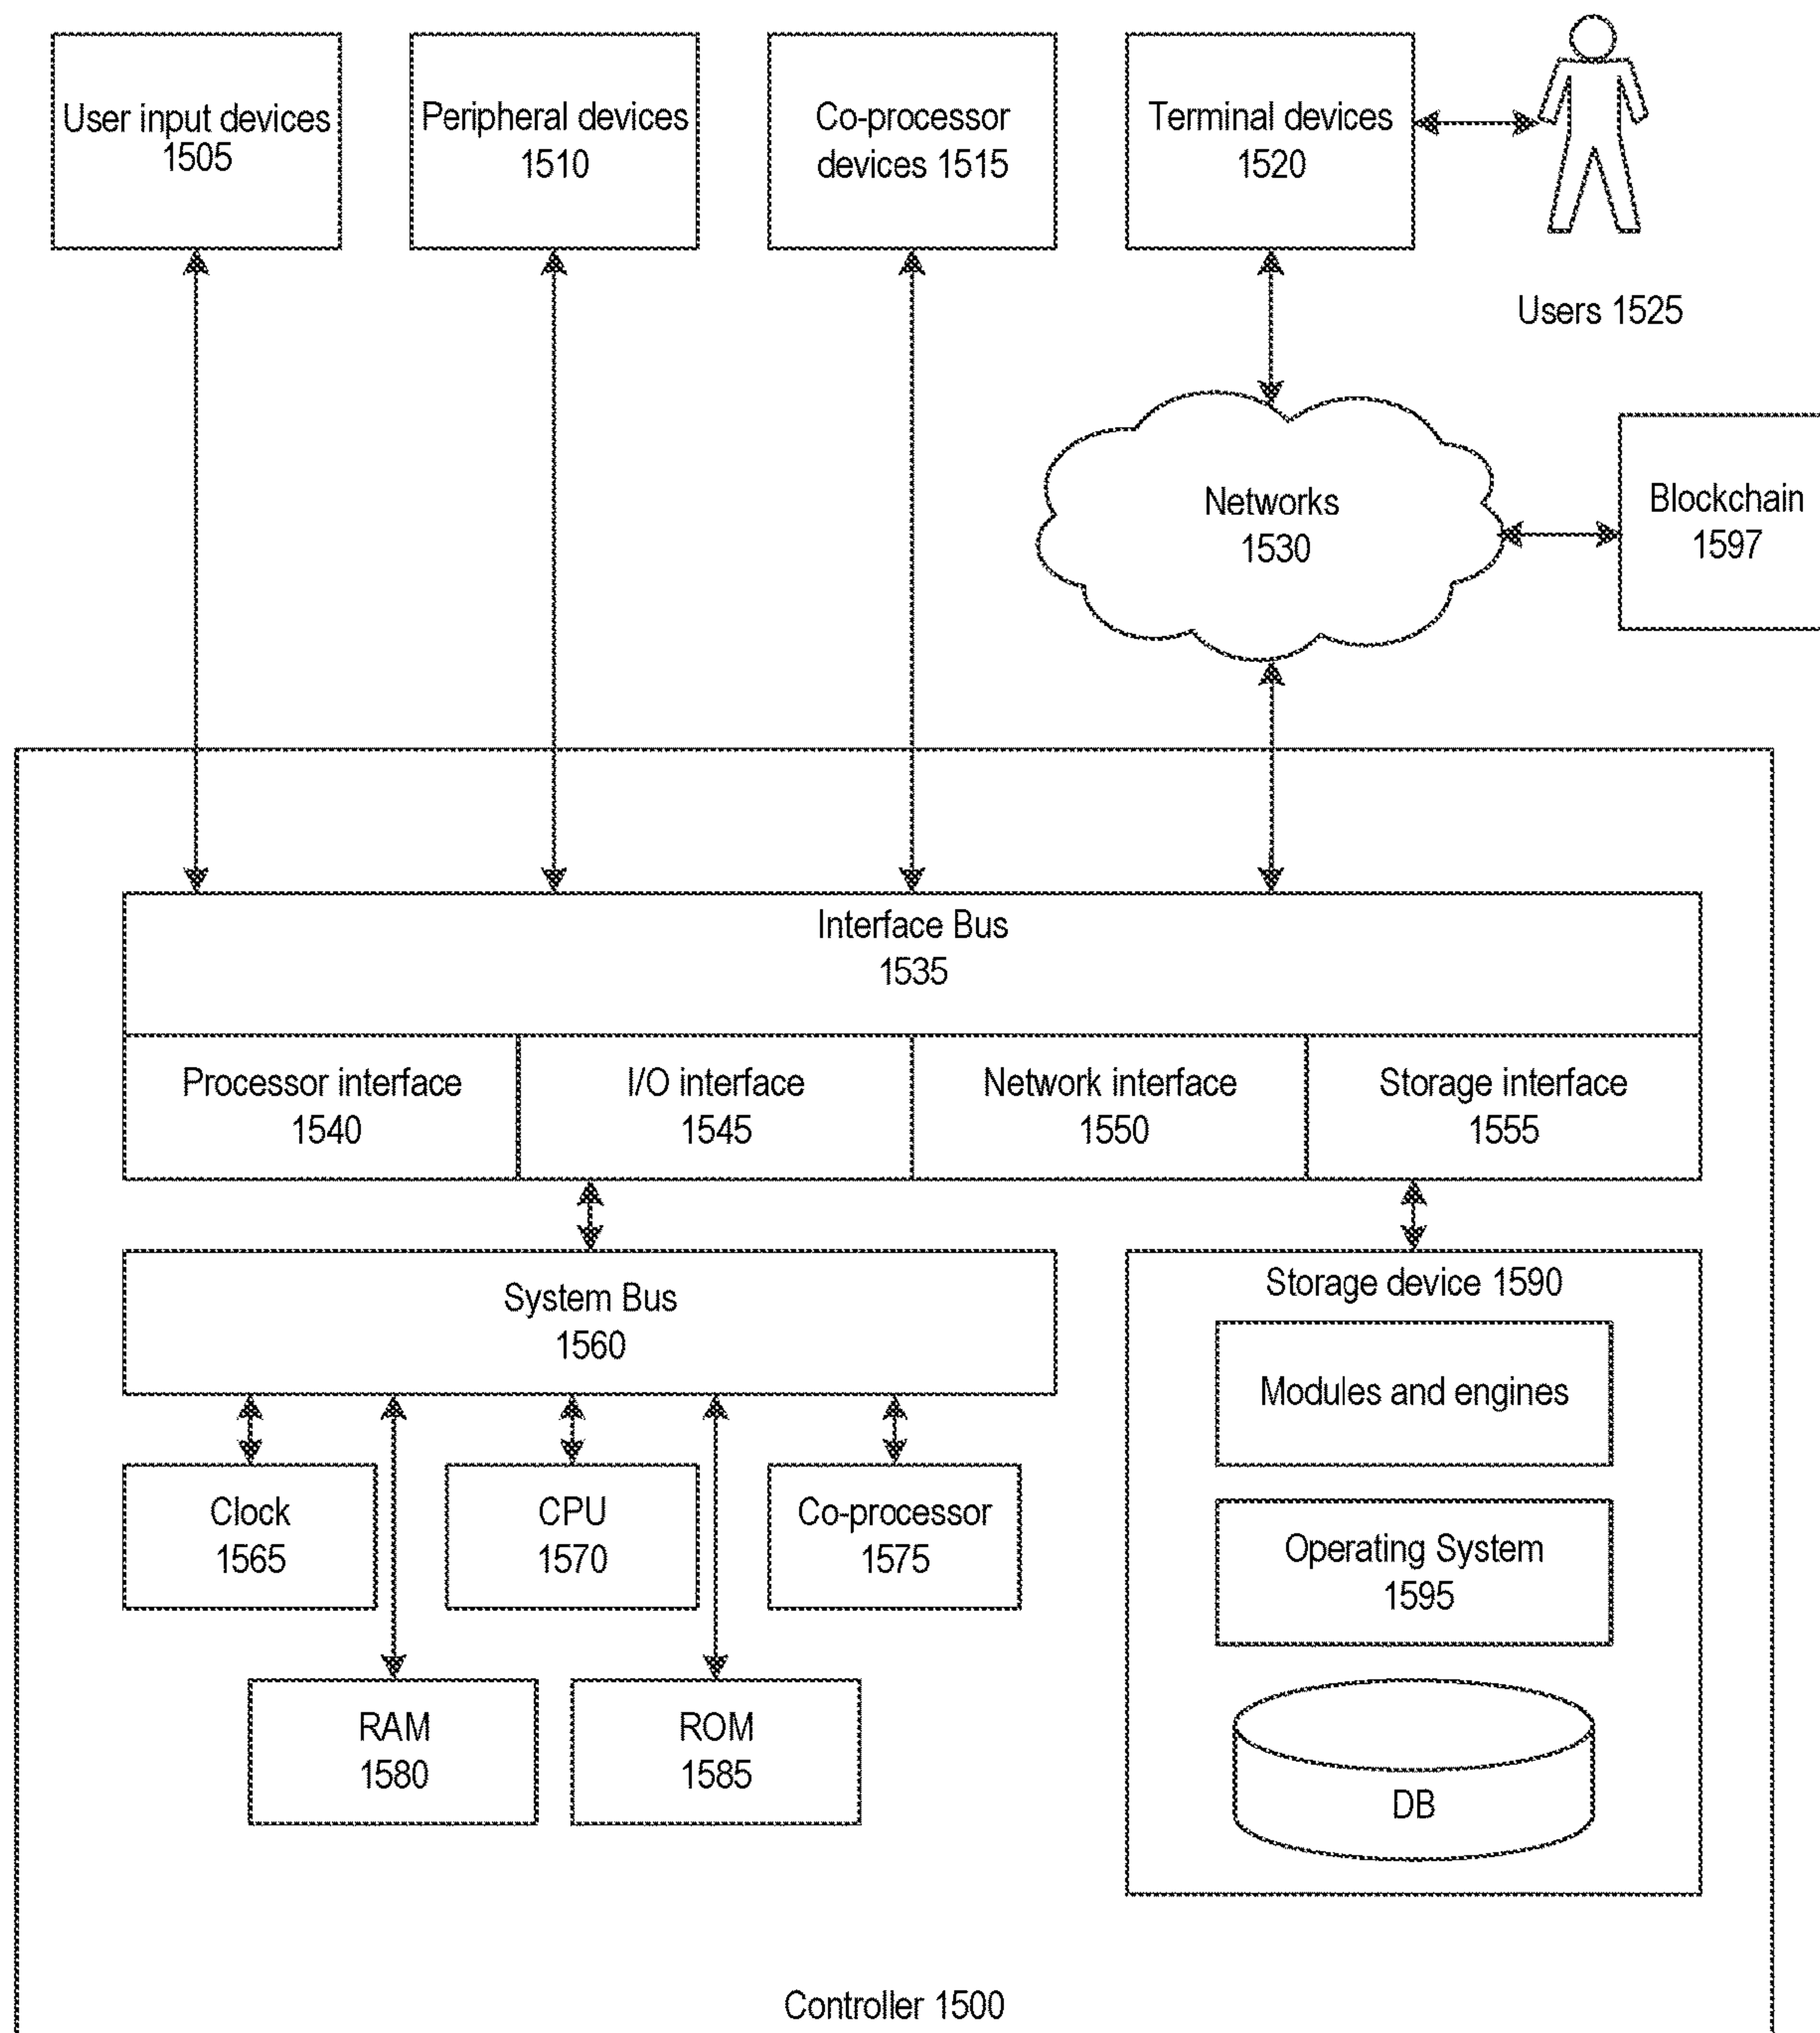 User input devices
1505
Peripheral devices
1510
Co-processor
devices 1515
Terminal devices
1520
Users 1525
Networks
1530
Blockchain
1597
Interface Bus
1535
Processor interface
1540
I/O interface
1545
Network interface
1550
Storage interface
1555
System Bus
1560
Storage device 1590
Modules and engines
Clock
1565
CPU
1570
Co-processor
1575
Operating System
1595
RAM
1580
ROM
1585
DB
Controller 1500